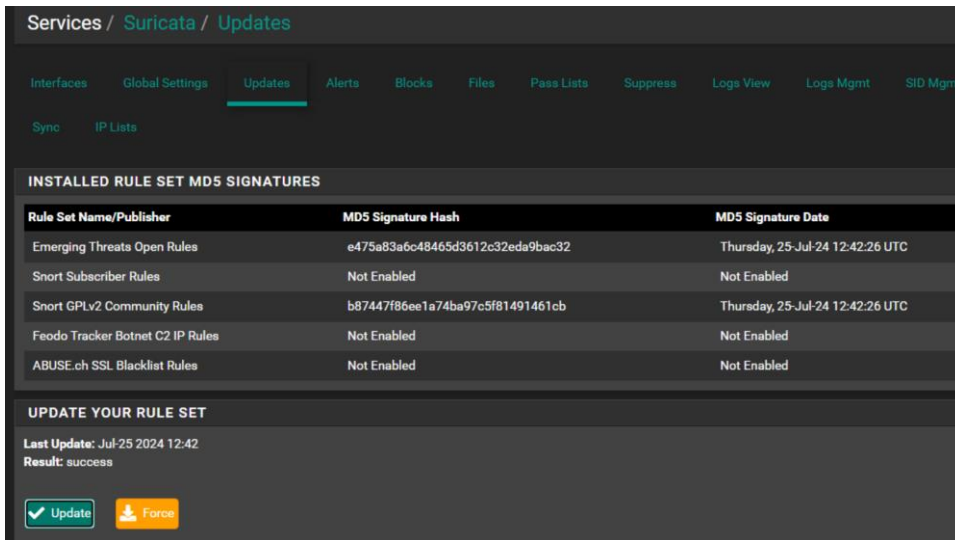 Services / Suricata / Updates
Interfaces Global Settings Updates Alerts Blocks Files Pass Lists Suppress Logs View Logs Mgmt SID Mgm
Sync IP Lists
INSTALLED RULE SET MD5 SIGNATURES
Rule Set Name/Publisher MD5 Signature Hash MD5 Signature Date
Emerging Threats Open Rules e475a83a6c48465d3612c32eda9bac32 Thursday, 25-Jul-24 12:42:26 UTC
Snort Subscriber Rules Not Enabled Not Enabled
Snort GPLv2 Community Rules b87447f86ee1a74ba97c5f81491461cb Thursday, 25-Jul-24 12:42:26 UTC
Feodo Tracker Botnet C2 IP Rules Not Enabled Not Enabled
ABUSE.ch SSL Blacklist Rules Not Enabled Not Enabled
UPDATE YOUR RULE SET
Last Update: Jul-25 2024 12:42
Result: success
Update Force